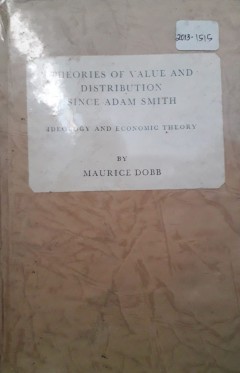 2013-1515
THEORIES OF VALUE AND
DISTRIBUTION
SINCE ADAM SMITH
IDEOLOGY AND ECONOMIC THEORY
BY
MAURICE DOBB